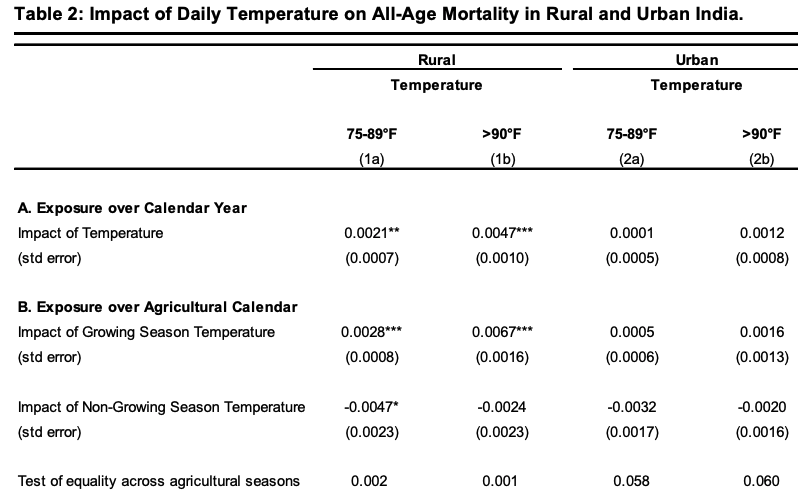 Table 2: Impact of Daily Temperature on All-Age Mortality in Rural and Urban India.
Rural Urban
Temperature Temperature
75-89°F >90°F 75-89°F >90°F
(1a) (1b) (2a) (2b)
A. Exposure over Calendar Year
Impact of Temperature 0.0021** 0.0047*** 0.0001 0.0012
(std error) (0.0007) (0.0010) (0.0005) (0.0008)
B. Exposure over Agricultural Calendar
Impact of Growing Season Temperature 0.0028*** 0.0067*** 0.0005 0.0016
(std error) (0.0008) (0.0016) (0.0006) (0.0013)
Impact of Non-Growing Season Temperature -0.0047* -0.0024 -0.0032 -0.0020
(std error) (0.0023) (0.0023) (0.0017) (0.0016)
Test of equality across agricultural seasons 0.002 0.001 0.058 0.060